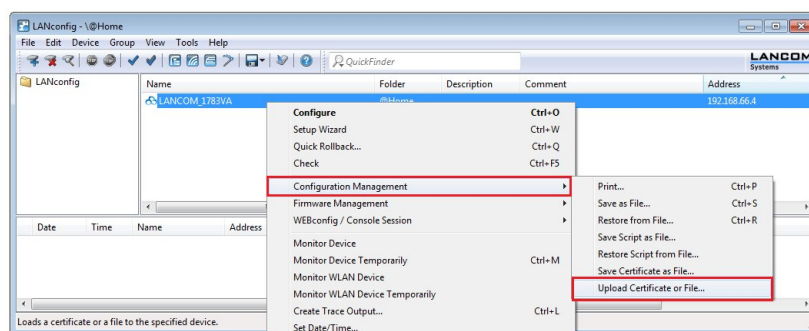 LANconfig - \@Home
File Edit Device Group View Tools Help
QuickFinder
LANCOM
Systems
LANconfig
Name Folder Description Comment Address
LANCOM_1783VA @Home 192.168.66.4
Configure Ctrl+O
Setup Wizard Ctrl+W
Quick Rollback... Ctrl+Q
Check Ctrl+F5
Configuration Management
Firmware Management
WEBconfig / Console Session
Monitor Device
Monitor Device Temporarily Ctrl+M
Monitor WLAN Device
Monitor WLAN Device Temporarily
Create Trace Output... Ctrl+L
Set Date/Time...
Print... Ctrl+P
Save as File... Ctrl+S
Restore from File... Ctrl+R
Save Script as File...
Restore Script from File...
Save Certificate as File...
Upload Certificate or File...
Date Time Name Address
Loads a certificate or a file to the specified device.